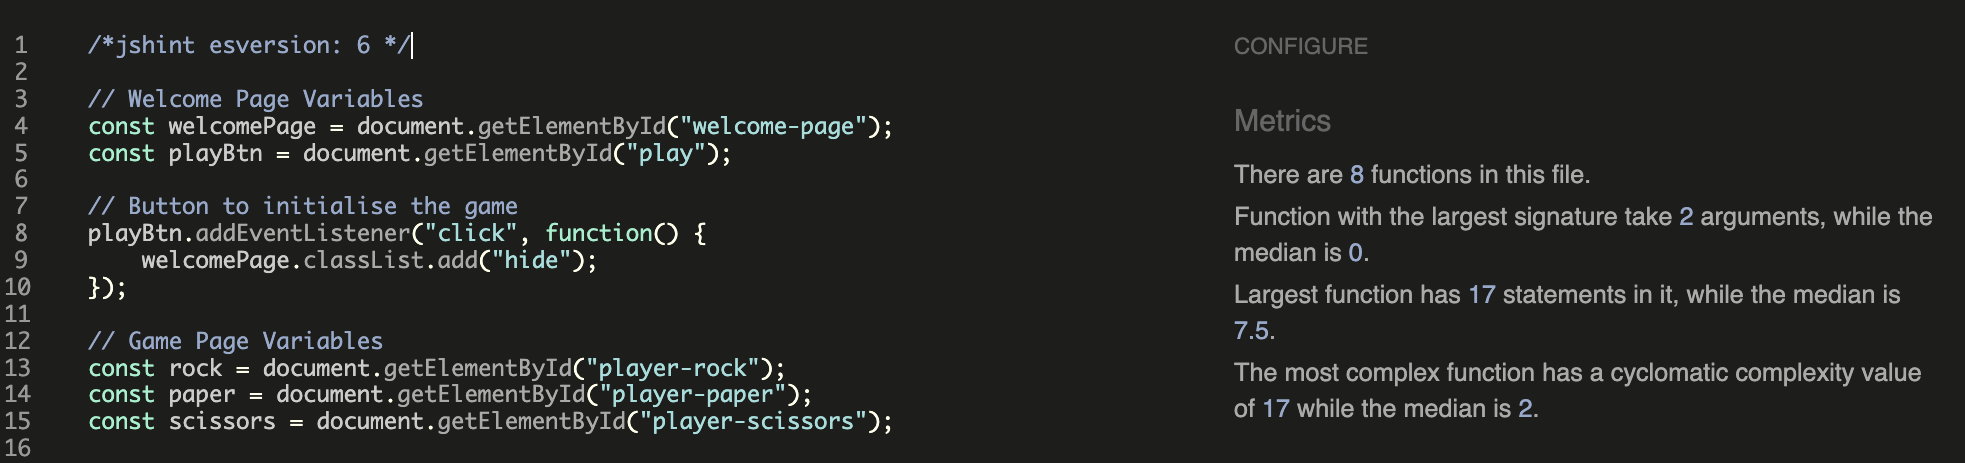 1 /*jshint esversion: 6 */
2
3 // Welcome Page Variables
4 const welcomePage = document.getElementById("welcome-page");
5 const playBtn = document.getElementById("play");
6
7 // Button to initialise the game
8 playBtn.addEventListener("click", function() {
9     welcomePage.classList.add("hide");
10 });
11
12 // Game Page Variables
13 const rock = document.getElementById("player-rock");
14 const paper = document.getElementById("player-paper");
15 const scissors = document.getElementById("player-scissors");
16
CONFIGURE
Metrics
There are 8 functions in this file.
Function with the largest signature take 2 arguments, while the
median is 0.
Largest function has 17 statements in it, while the median is
7.5.
The most complex function has a cyclomatic complexity value
of 17 while the median is 2.